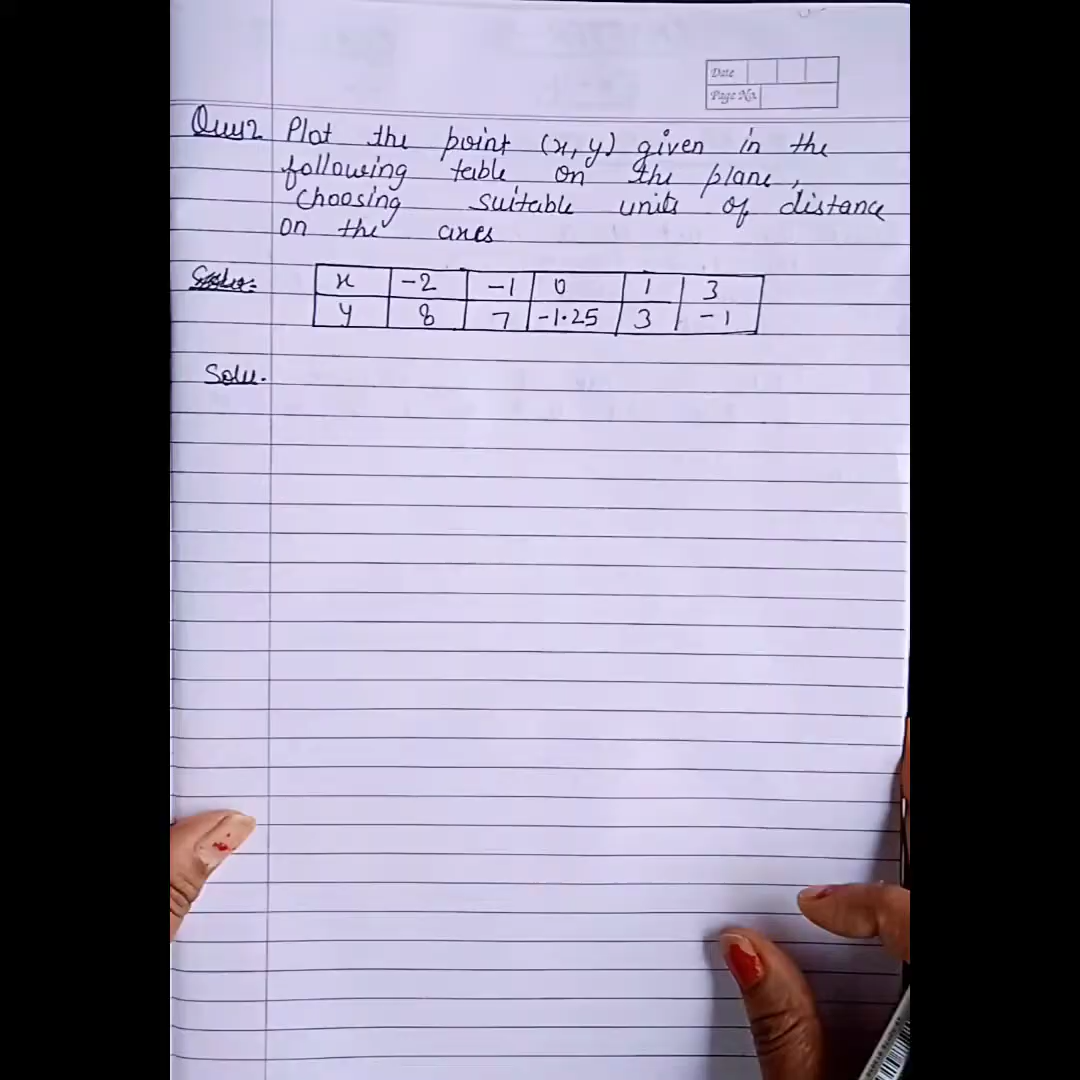 Date
Page No.
Ques2 Plot the point (x, y) given in the
following table on the plane,
Choosing suitable units of distance
on the axes
x -2 -1 0 1 3
y 8 7 -1.25 3 -1
Solu.